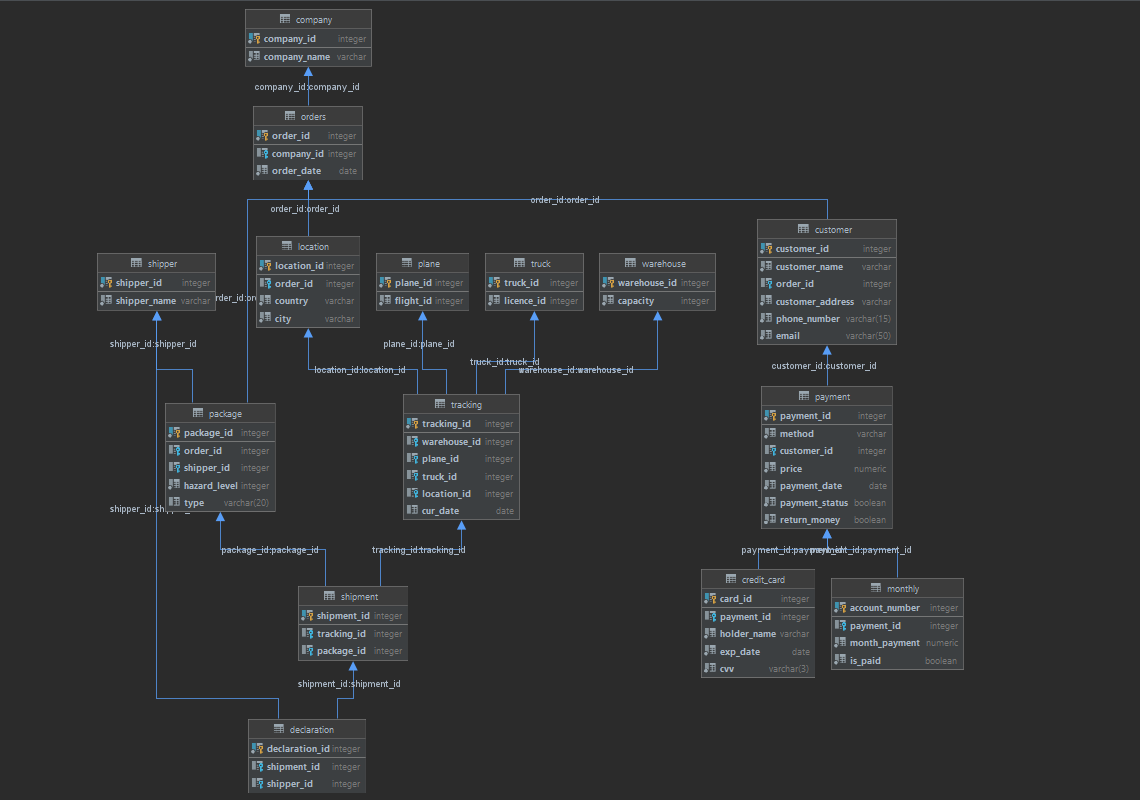 company
company_id integer
company_name varchar
company_id:company_id
orders
order_id integer
company_id integer
order_date date
order_id:order_id
order_id:order_id
customer
customer_id integer
customer_name varchar
order_id integer
customer_address varchar
phone_number varchar(15)
email varchar(50)
location
location_id integer
order_id integer
country varchar
city varchar
shipper
shipper_id integer
shipper_name varchar
plane
plane_id integer
flight_id integer
truck
truck_id integer
licence_id integer
warehouse
warehouse_id integer
capacity integer
rder_id:or
shipper_id:shipper_id
plane_id:plane_id
truck_id:truck_id
location_id:location_id
warehouse_id:warehouse_id
customer_id:customer_id
package
package_id integer
order_id integer
shipper_id integer
hazard_level integer
type varchar(20)
tracking
tracking_id integer
warehouse_id integer
plane_id integer
truck_id integer
location_id integer
cur_date date
payment
payment_id integer
method varchar
customer_id integer
price numeric
payment_date date
payment_status boolean
return_money boolean
package_id:package_id
tracking_id:tracking_id
shipment
shipment_id integer
tracking_id integer
package_id integer
credit_card
card_id integer
payment_id integer
holder_name varchar
exp_date date
cvv varchar(3)
monthly
account_number integer
payment_id integer
month_payment numeric
is_paid boolean
shipment_id:shipment_id
declaration
declaration_id integer
shipment_id integer
shipper_id integer